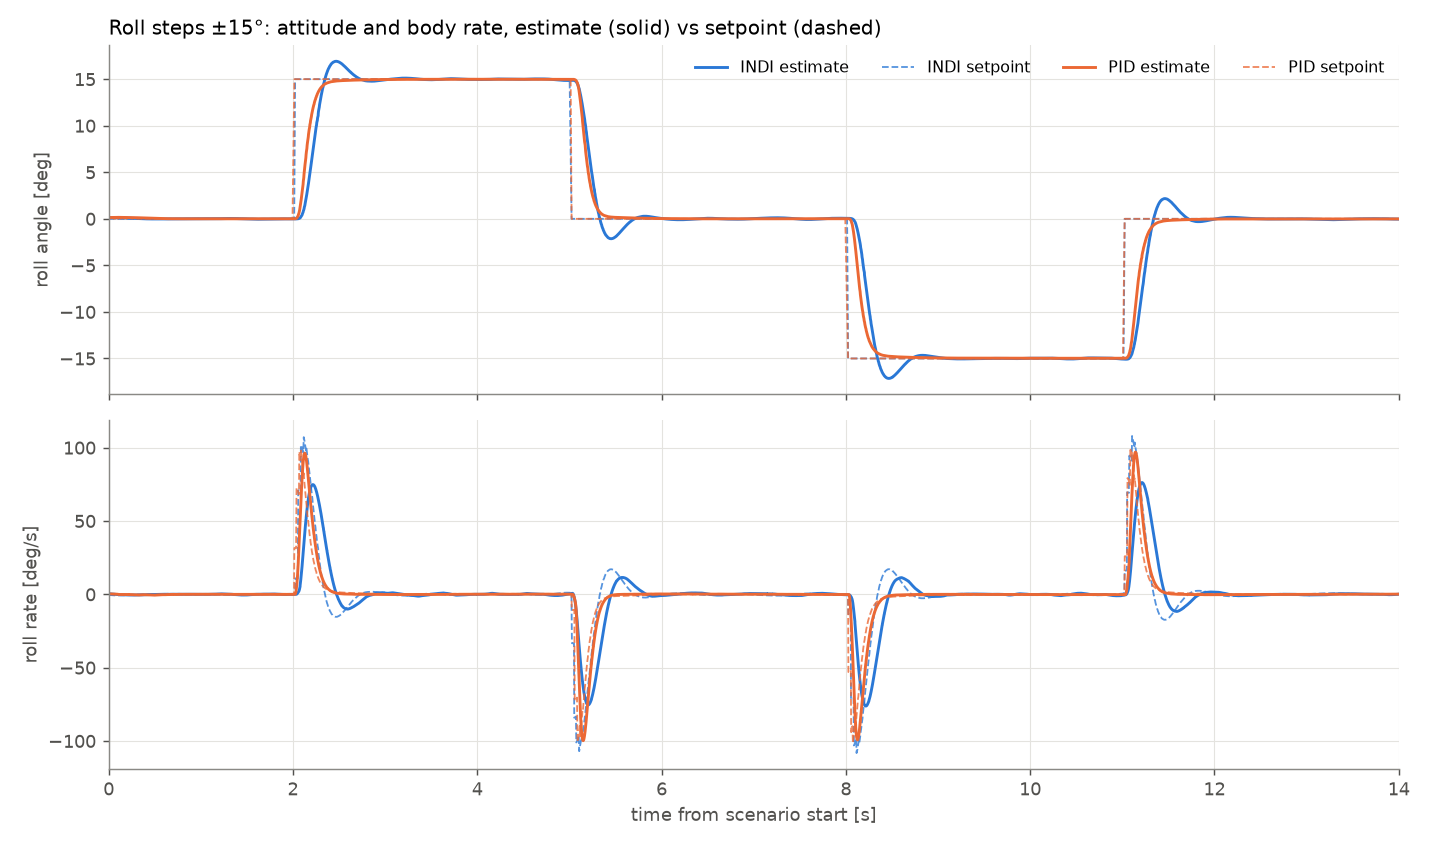 Roll steps ±15°: attitude and body rate, estimate (solid) vs setpoint (dashed)
INDI estimate INDI setpoint PID estimate PID setpoint
15
10
5
0
−5
−10
−15
roll angle [deg]
100
50
0
−50
−100
roll rate [deg/s]
0 2 4 6 8 10 12 14
time from scenario start [s]